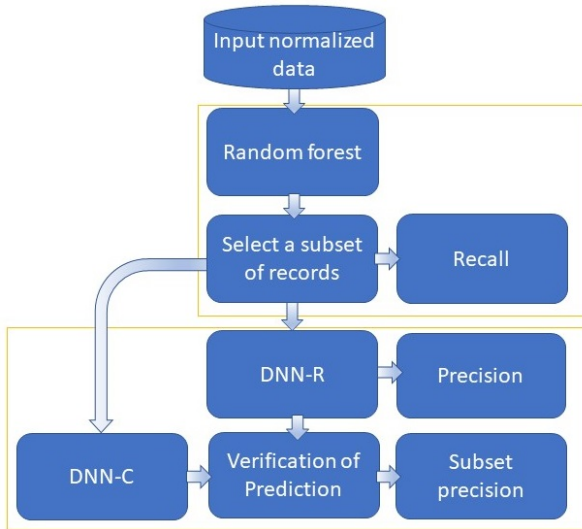 Input normalized
data
Random forest
Select a subset
of records
Recall
DNN-R
Precision
DNN-C
Verification of
Prediction
Subset
precision